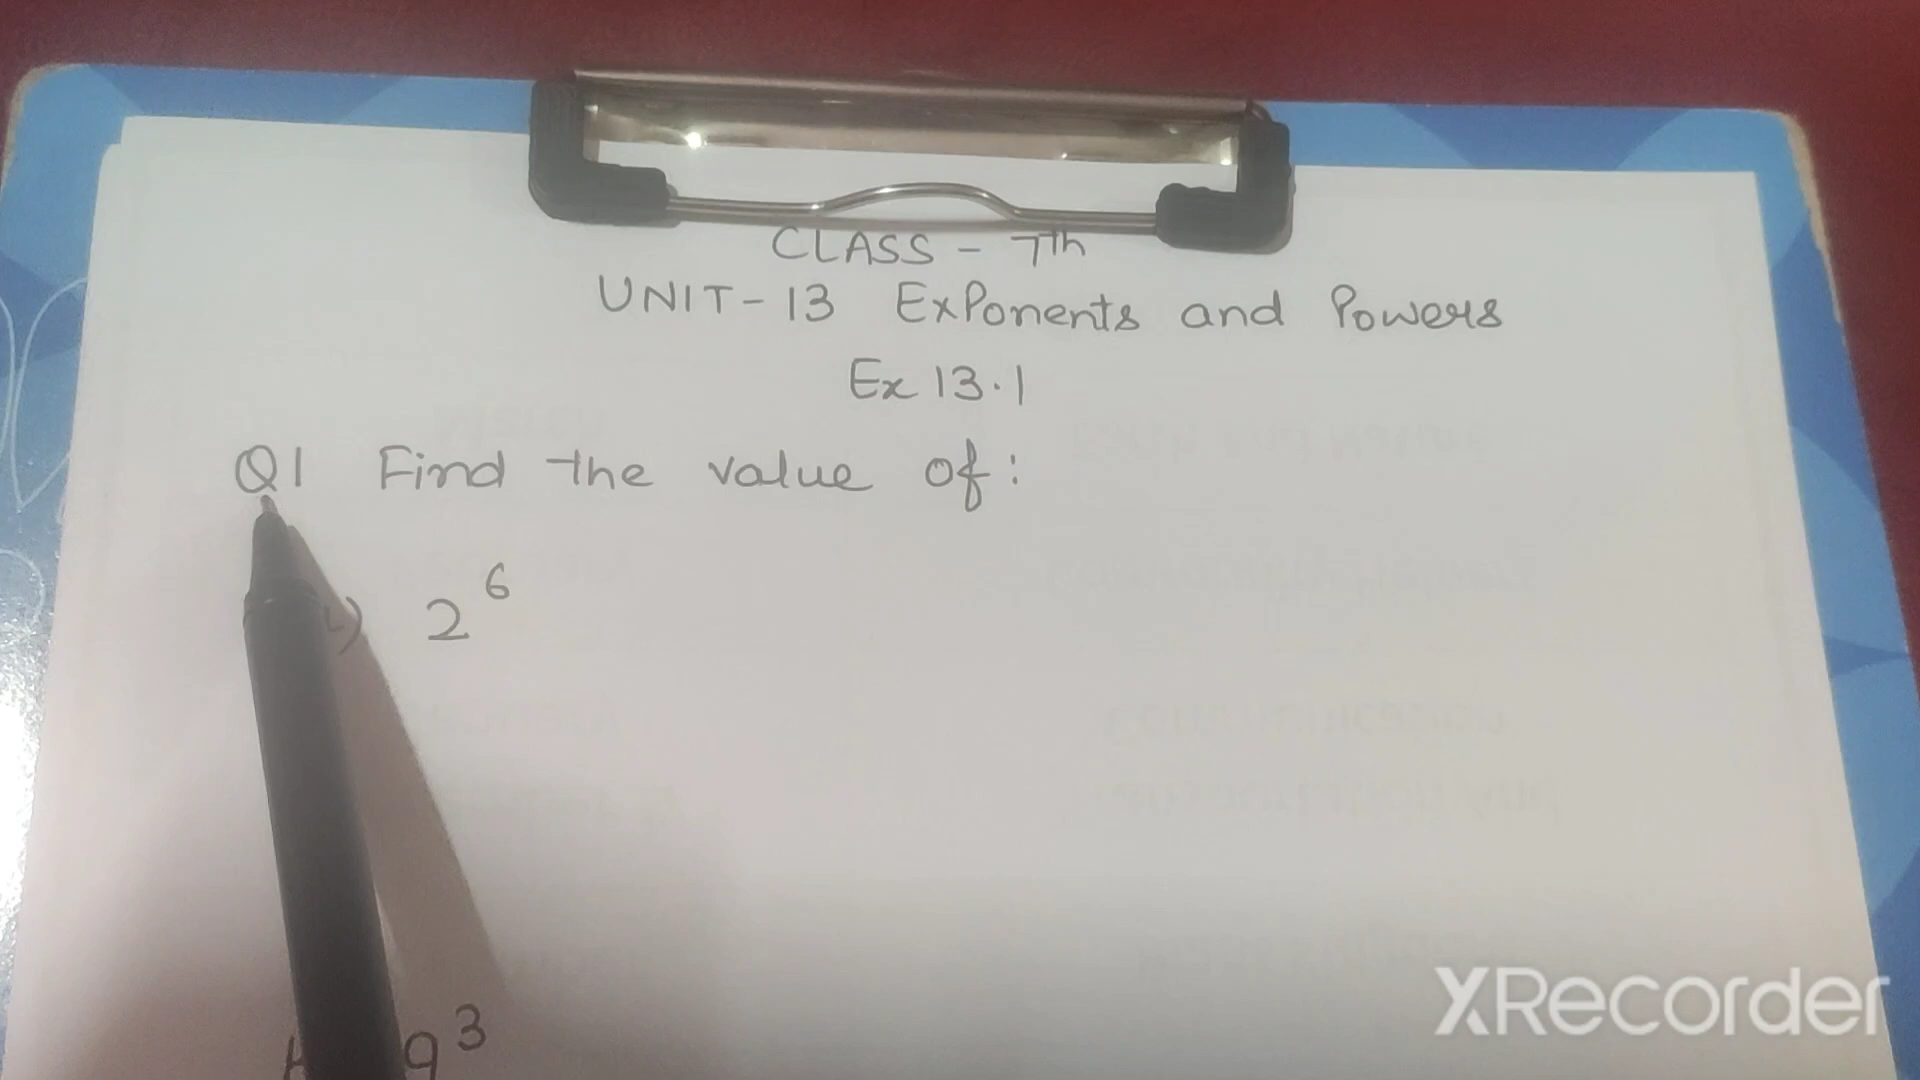 CLASS - 7th
UNIT-13 Exponents and Powers
Ex 13.1
Q1 Find the value of:
i) 2^6
9^3
XRecorder